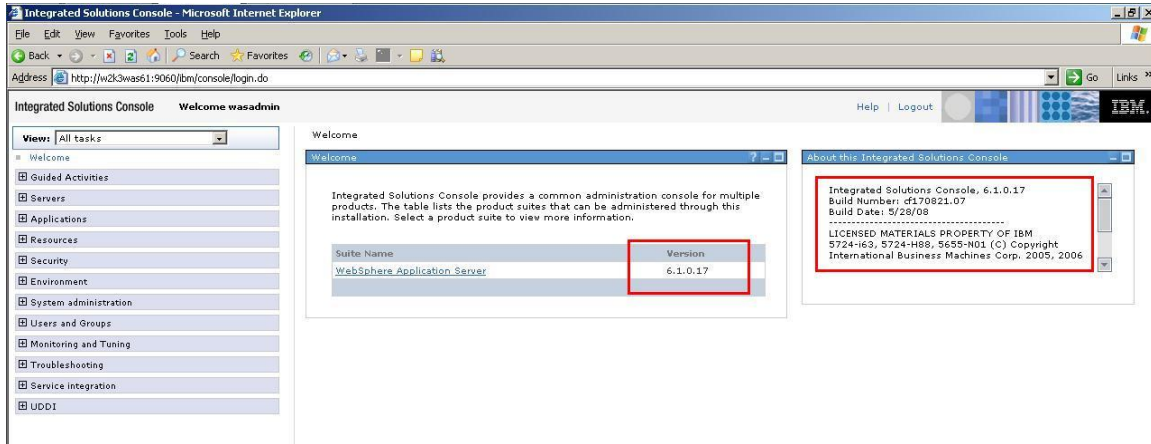 Integrated Solutions Console - Microsoft Internet Explorer
File Edit View Favorites Tools Help
Back Search Favorites
Address http://w2k3was61:9060/ibm/console/login.do Go Links »
Integrated Solutions Console Welcome wasadmin Help | Logout IBM.
View: All tasks
Welcome
Guided Activities
Servers
Applications
Resources
Security
Environment
System administration
Users and Groups
Monitoring and Tuning
Troubleshooting
Service integration
UDDI
Welcome
Welcome ? –
Integrated Solutions Console provides a common administration console for multiple
products. The table lists the product suites that can be administered through this
installation. Select a product suite to view more information.
Suite Name Version
WebSphere Application Server 6.1.0.17
About this Integrated Solutions Console –
Integrated Solutions Console, 6.1.0.17
Build Number: cf170821.07
Build Date: 5/28/08
----------------------------------------
LICENSED MATERIALS PROPERTY OF IBM
5724-i63, 5724-H88, 5655-N01 (C) Copyright
International Business Machines Corp. 2005, 2006